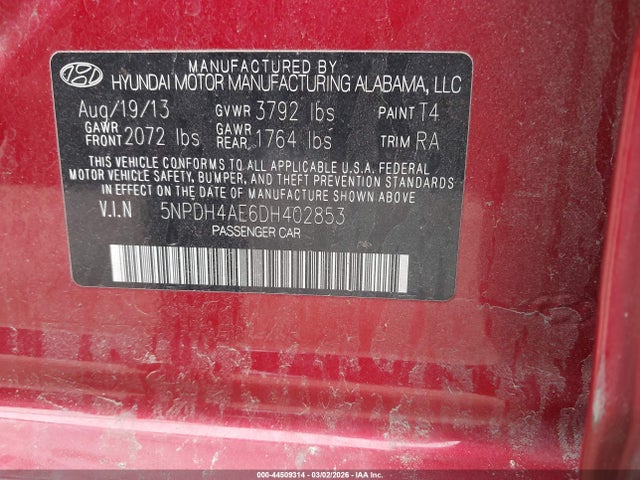 MANUFACTURED BY
HYUNDAI MOTOR MANUFACTURING ALABAMA, LLC
Aug/19/13 GVWR 3792 lbs PAINT T4
GAWR FRONT 2072 lbs GAWR REAR. 1764 lbs TRIM RA
THIS VEHICLE CONFORMS TO ALL APPLICABLE U.S.A. FEDERAL
MOTOR VEHICLE SAFETY, BUMPER, AND THEFT PREVENTION STANDARDS
IN EFFECT ON THE DATE OF MANUFACTURE SHOWN ABOVE
V.I.N 5NPDH4AE6DH402853
PASSENGER CAR
000-44509314 - 03/02/2026 - www.iaai.com